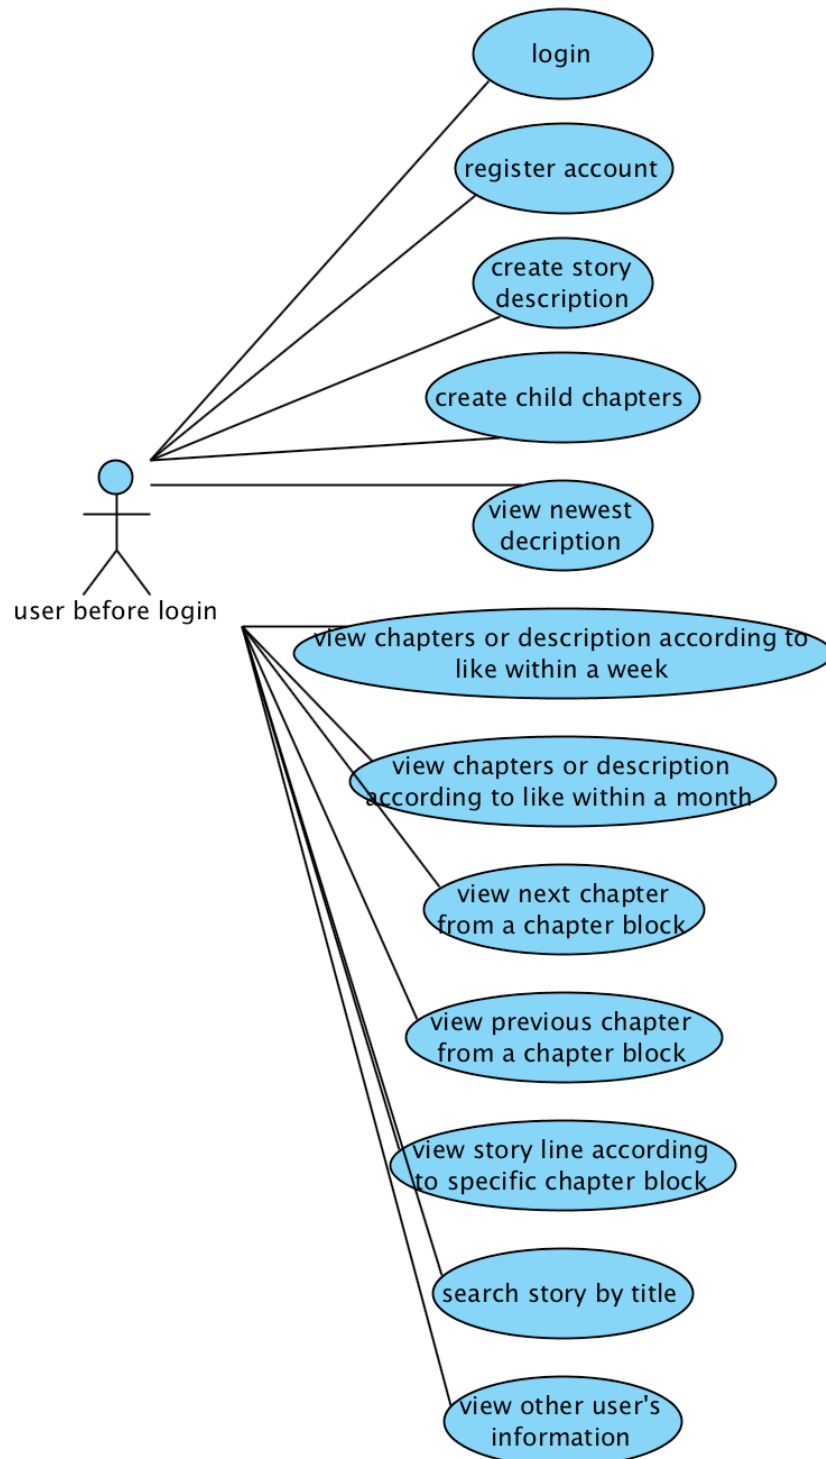 login
register account
create story
description
create child chapters
view newest
decription
user before login
view chapters or description according to
like within a week
view chapters or description
according to like within a month
view next chapter
from a chapter block
view previous chapter
from a chapter block
view story line according
to specific chapter block
search story by title
view other user's
information